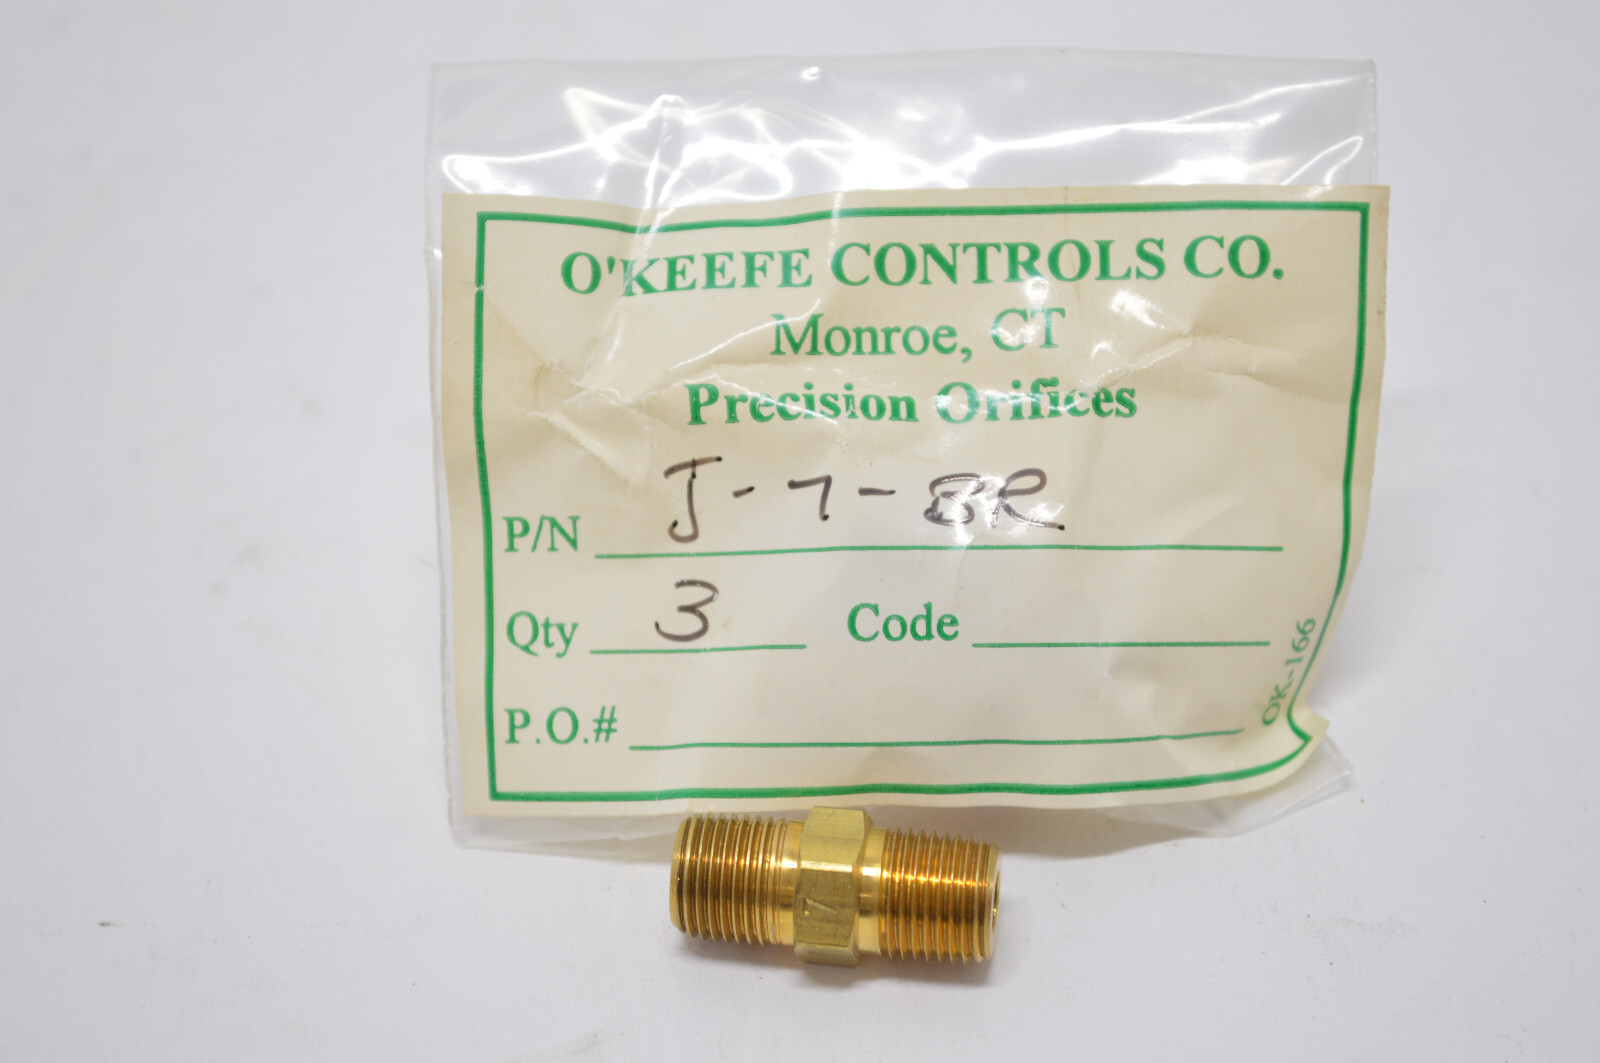 O'KEEFE CONTROLS CO.
Monroe, CT
Precision Orifices
P/N J-7-BR
Qty 3 Code
P.O.#
OK-166
7